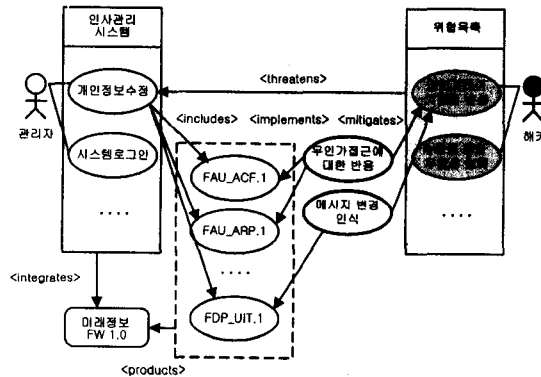 인사관리
시스템
위협목록
<threatens>
개인정보수정
관리자
해커
<includes> <implements> <mitigates>
시스템로그인
무인가접근에
대한 반응
FAU_ACF.1
메시지 변경
인식
FAU_ARP.1
....
....
....
<integrates>
FDP_UIT.1
미래정보
FW 1.0
<products>